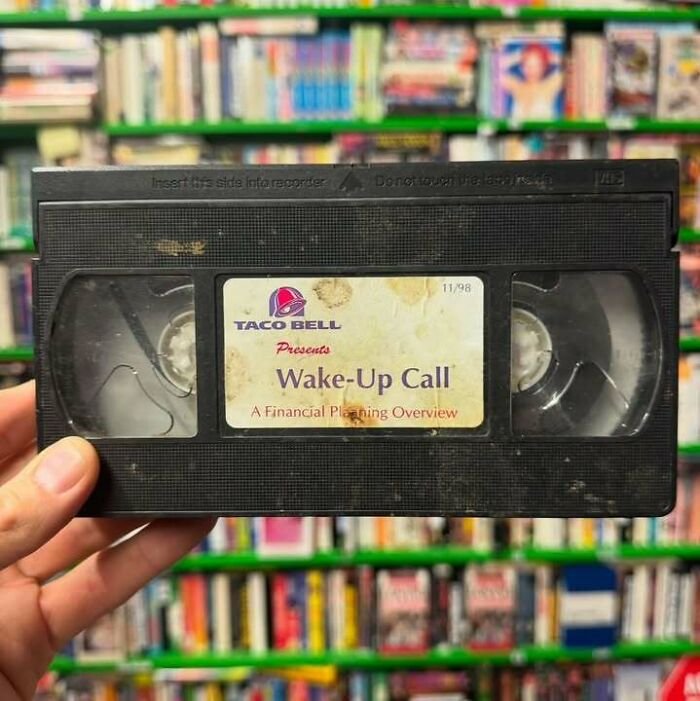 Insert this side into recorder Do not touch the tape inside VHS
11/98
TACO BELL
Presents
Wake-Up Call
A Financial Planning Overview